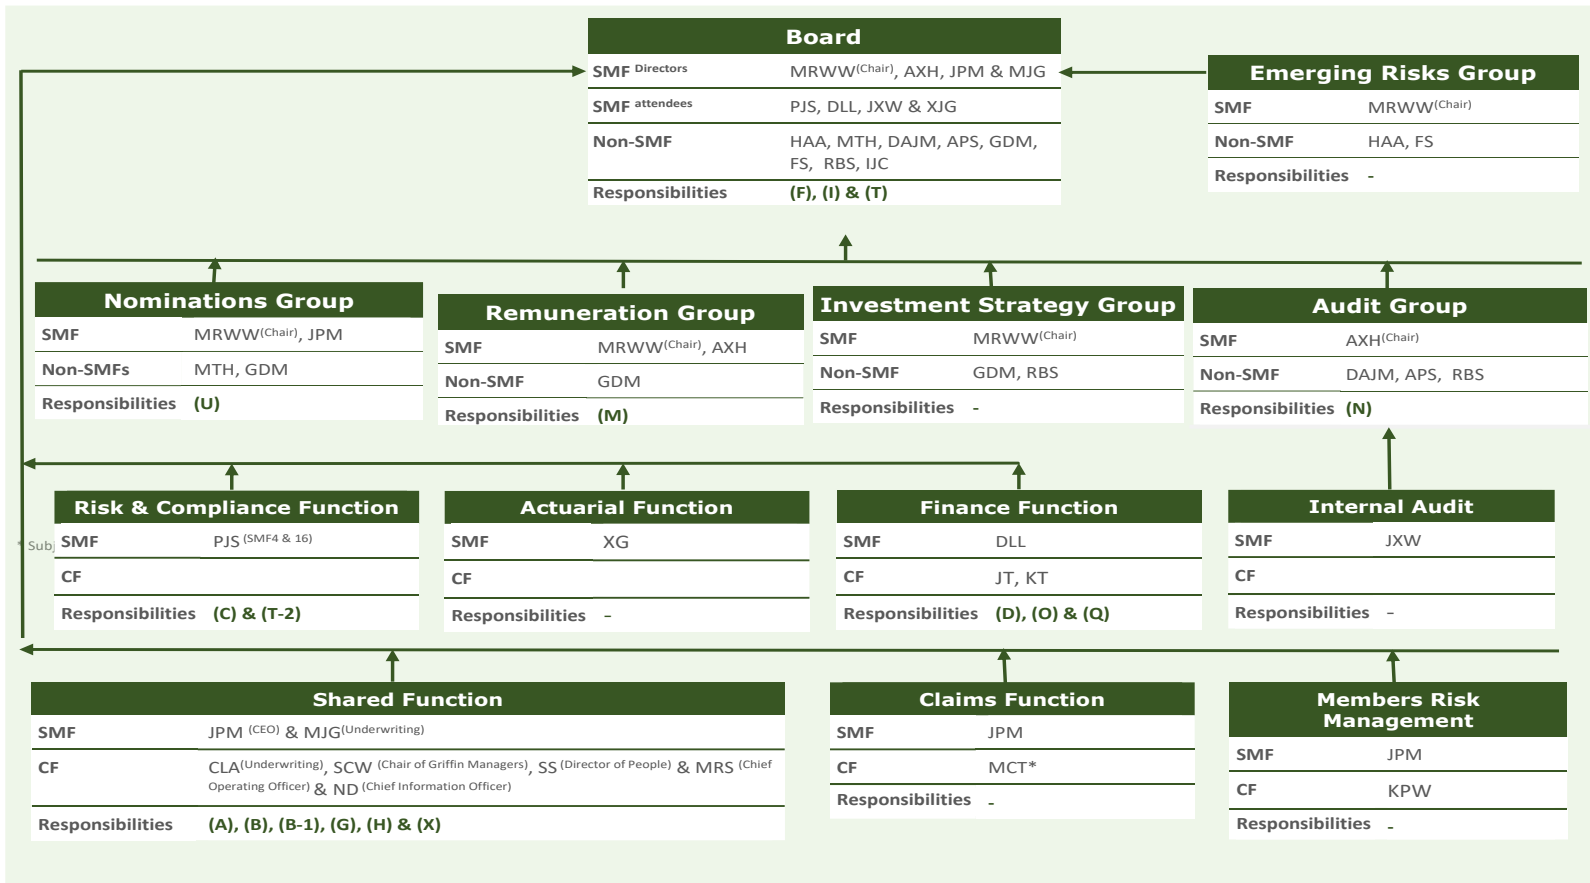 Board
SMF Directors MRWW(Chair), AXH, JPM & MJG
SMF attendees PJS, DLL, JXW & XJG
Non-SMF HAA, MTH, DAJM, APS, GDM,
FS, RBS, IJC
Responsibilities (F), (I) & (T)
Emerging Risks Group
SMF MRWW(Chair)
Non-SMF HAA, FS
Responsibilities -
Nominations Group
SMF MRWW(Chair), JPM
Non-SMFs MTH, GDM
Responsibilities (U)
Remuneration Group
SMF MRWW(Chair), AXH
Non-SMF GDM
Responsibilities (M)
Investment Strategy Group
SMF MRWW(Chair)
Non-SMF GDM, RBS
Responsibilities -
Audit Group
SMF AXH(Chair)
Non-SMF DAJM, APS, RBS
Responsibilities (N)
Risk & Compliance Function
SMF PJS (SMF4 & 16)
CF
Responsibilities (C) & (T-2)
* Subj
Actuarial Function
SMF XG
CF
Responsibilities –
Finance Function
SMF DLL
CF JT, KT
Responsibilities (D), (O) & (Q)
Internal Audit
SMF JXW
CF
Responsibilities –
Shared Function
SMF JPM (CEO) & MJG(Underwriting)
CF CLA(Underwriting), SCW (Chair of Griffin Managers), SS (Director of People) & MRS (Chief
Operating Officer) & ND (Chief Information Officer)
Responsibilities (A), (B), (B-1), (G), (H) & (X)
Claims Function
SMF JPM
CF MCT*
Responsibilities -
Members Risk
Management
SMF JPM
CF KPW
Responsibilities -